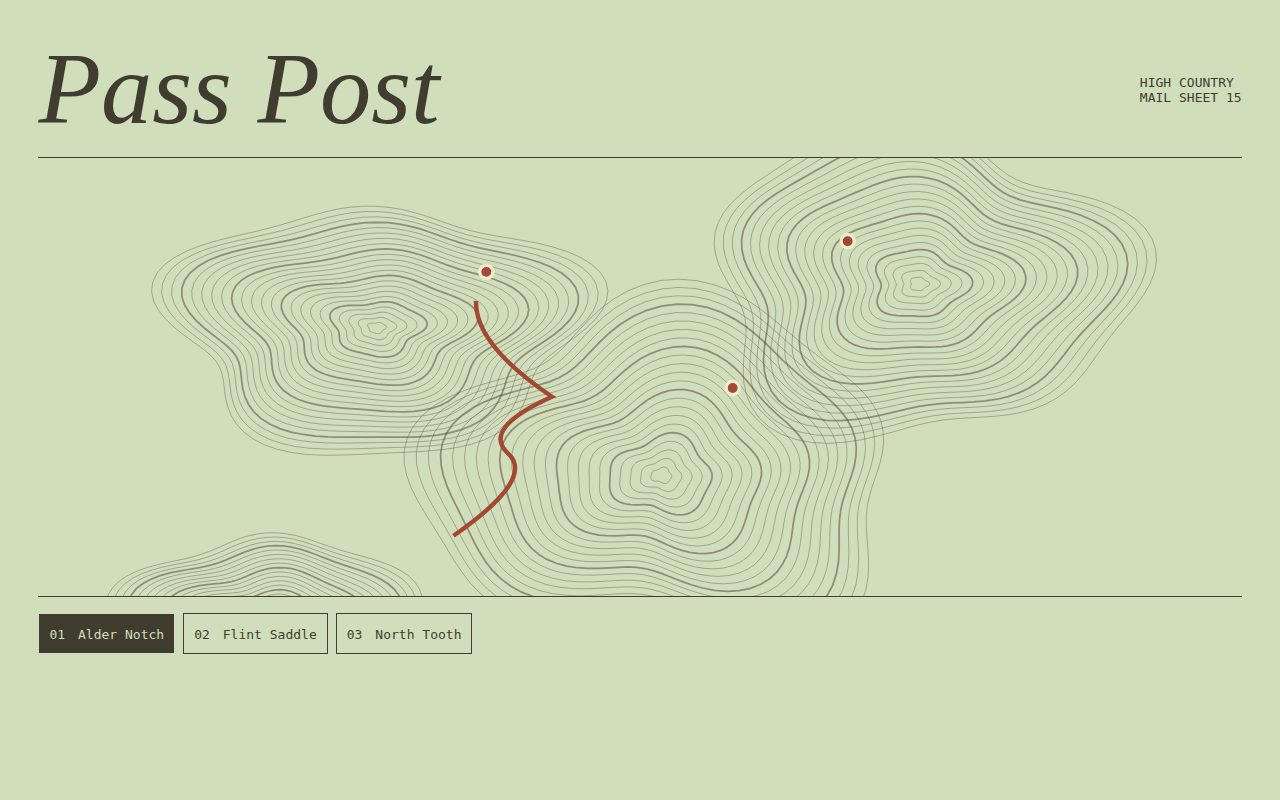 Pass Post
HIGH COUNTRY
MAIL SHEET 15
01 Alder Notch
02 Flint Saddle
03 North Tooth